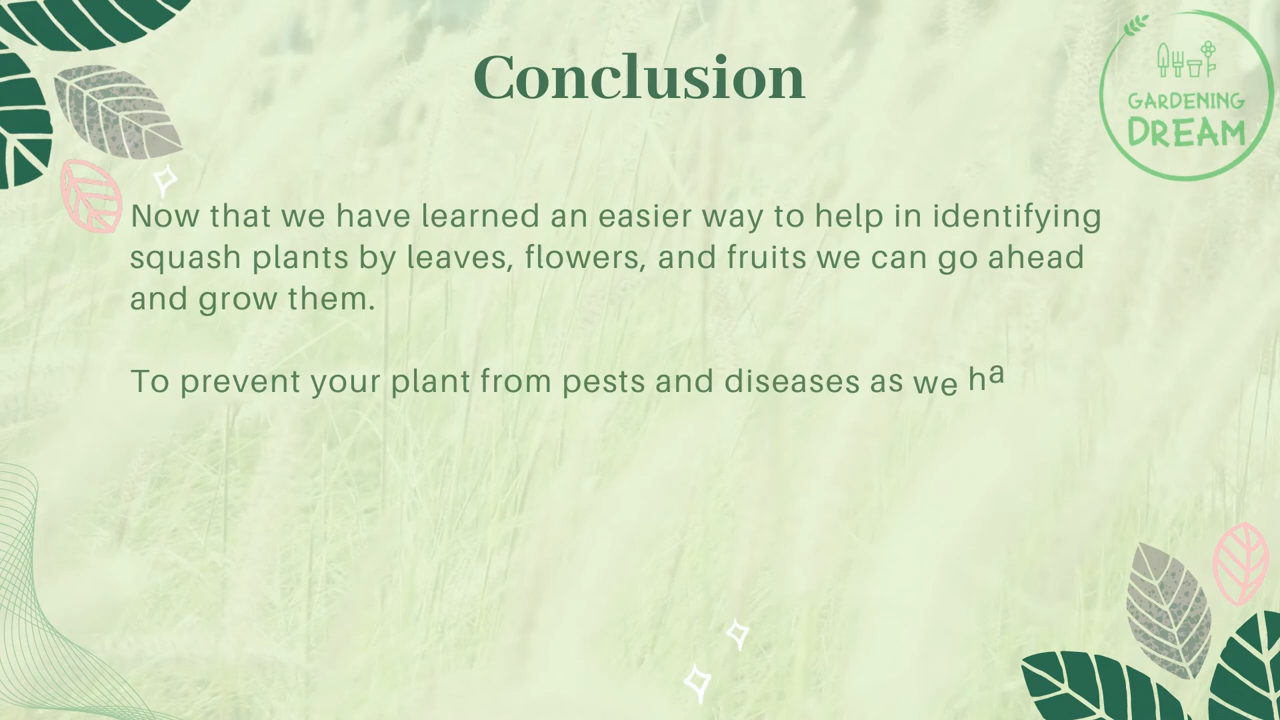 Conclusion
GARDENING
DREAM
Now that we have learned an easier way to help in identifying
squash plants by leaves, flowers, and fruits we can go ahead
and grow them.
To prevent your plant from pests and diseases as we ha